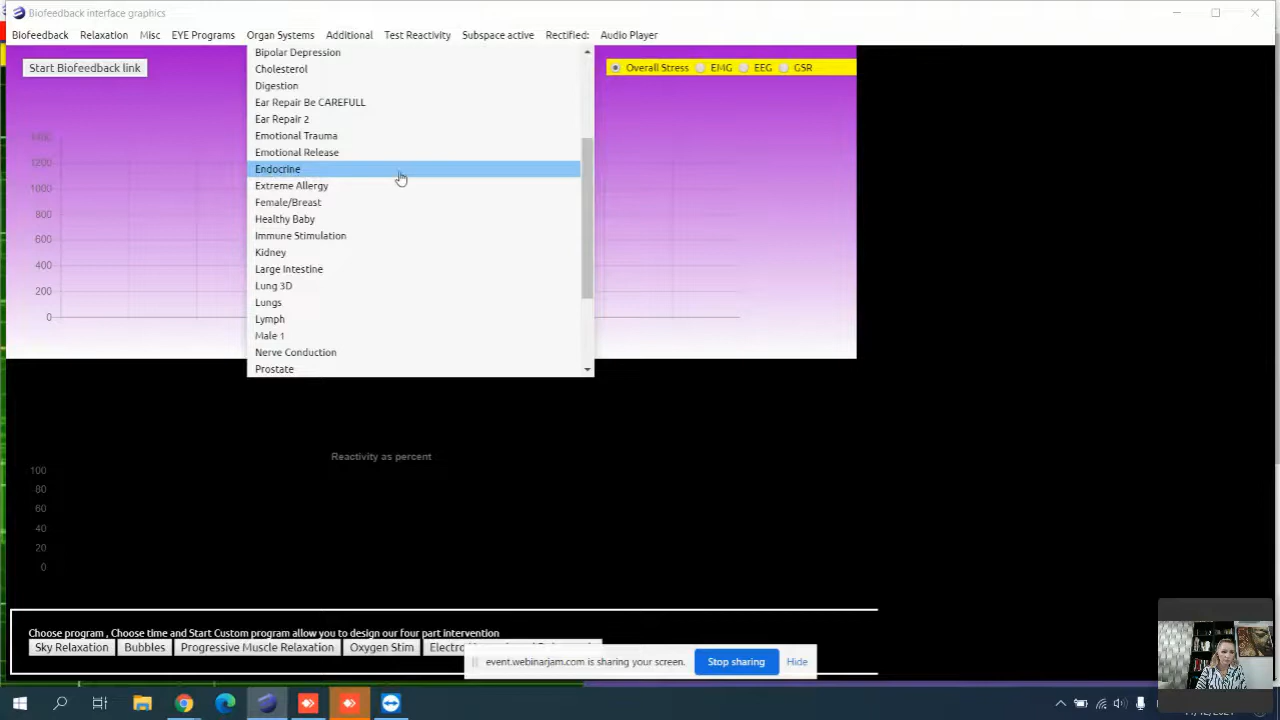 Biofeedback interface graphics
Biofeedback Relaxation Misc EYE Programs Organ Systems Additional Test Reactivity Subspace active Rectified: Audio Player
Start Biofeedback link
Overall Stress EMG EEG GSR
Bipolar Depression
Cholesterol
Digestion
Ear Repair Be CAREFULL
Ear Repair 2
Emotional Trauma
Emotional Release
Endocrine
Extreme Allergy
Female/Breast
Healthy Baby
Immune Stimulation
Kidney
Large Intestine
Lung 3D
Lungs
Lymph
Male 1
Nerve Conduction
Prostate
1400
1200
1000
800
600
400
200
0
Reactivity as percent
100
80
60
40
20
0
Choose program , Choose time and Start Custom program allow you to design our four part intervention
Sky Relaxation Bubbles Progressive Muscle Relaxation Oxygen Stim
event.webinarjam.com is sharing your screen. Stop sharing Hide